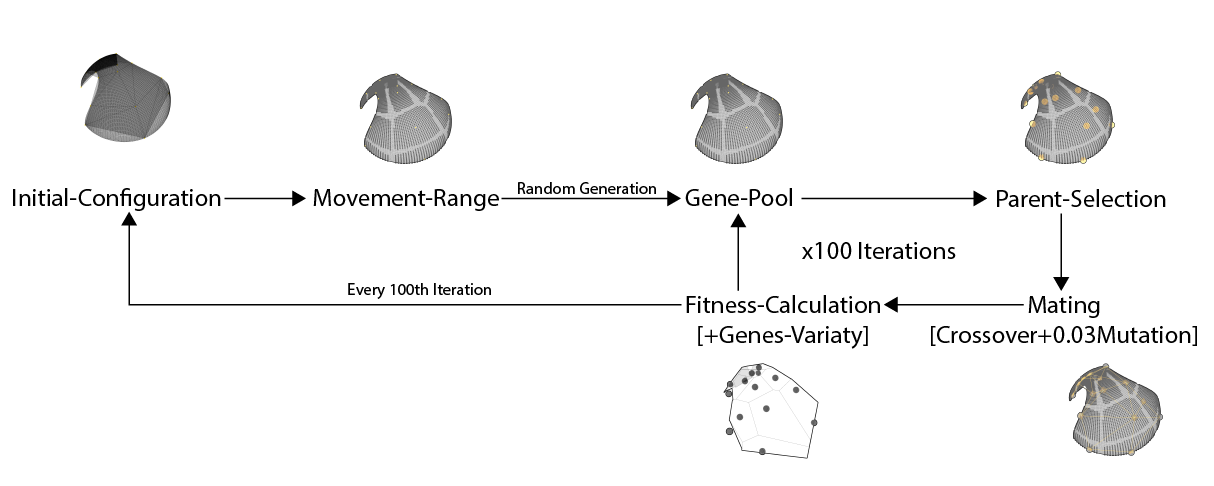 Initial-Configuration
Movement-Range
Random Generation
Gene-Pool
Parent-Selection
x100 Iterations
Every 100th Iteration
Fitness-Calculation
[+Genes-Variaty]
Mating
[Crossover+0.03Mutation]